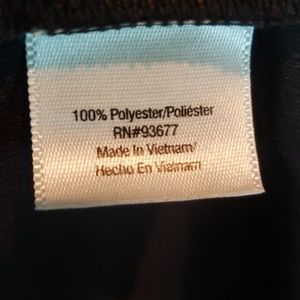 100% Polyester/Poliéster
RN#93677
Made In Vietnam/
Hecho En Vietnam